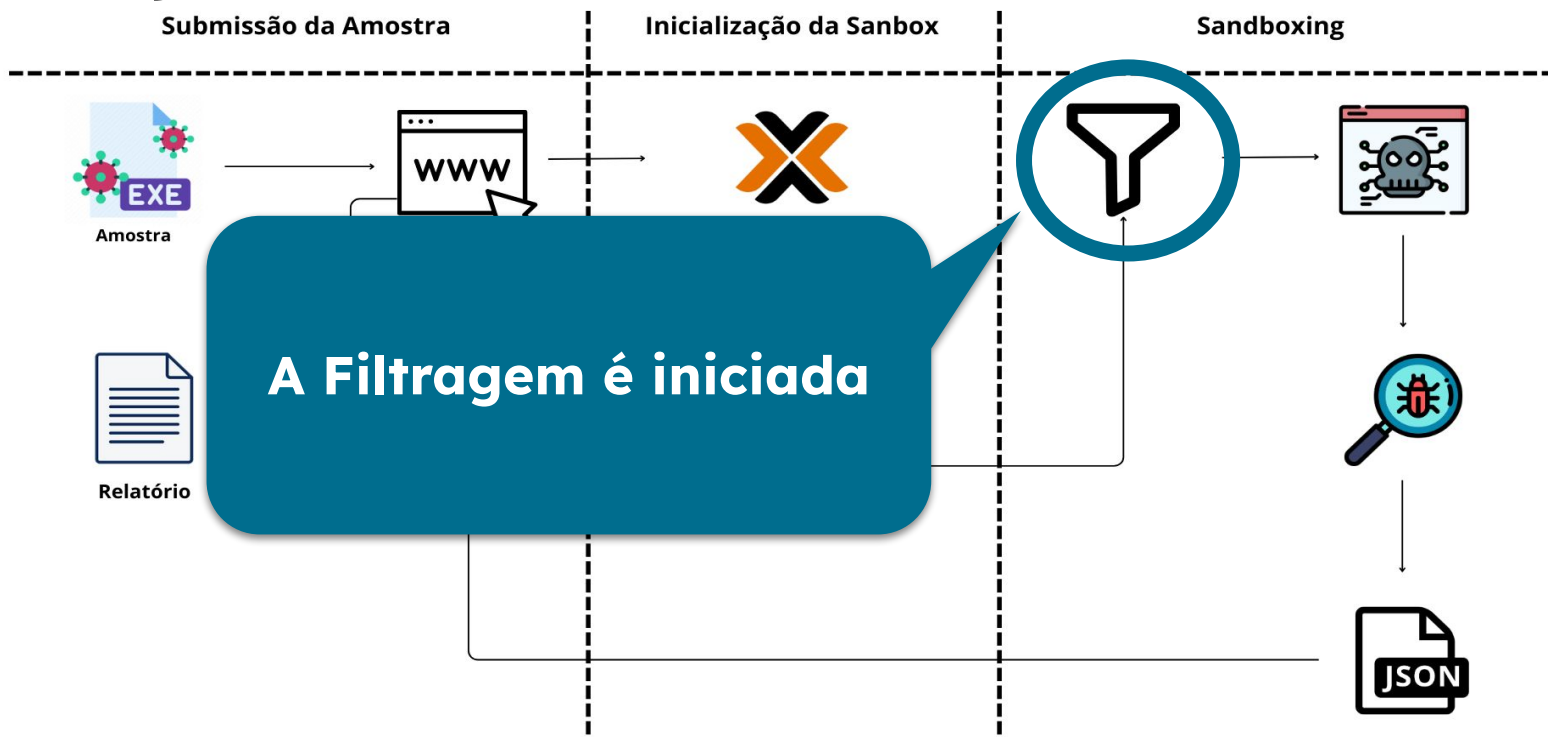 Submissão da Amostra
Inicialização da Sanbox
Sandboxing
WWW
EXE
Amostra
A Filtragem é iniciada
Relatório
JSON